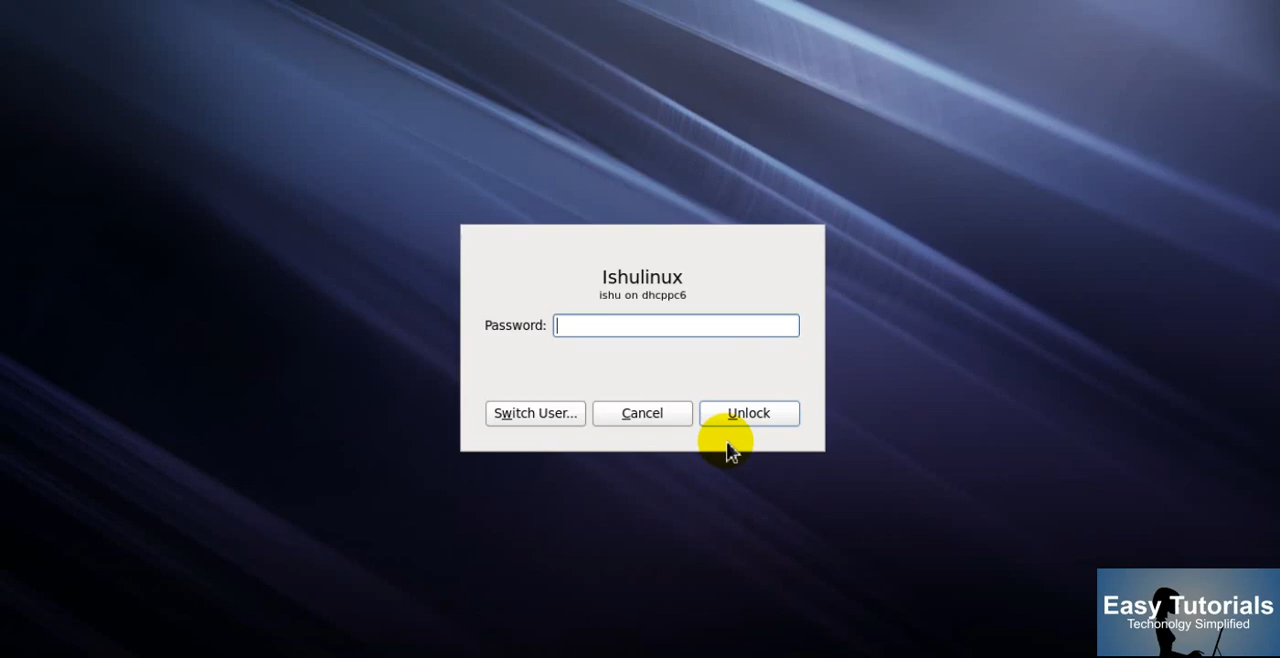 Ishulinux
ishu on dhcppc6
Password:
Switch User... Cancel Unlock
Easy Tutorials
Techonolgy Simplified